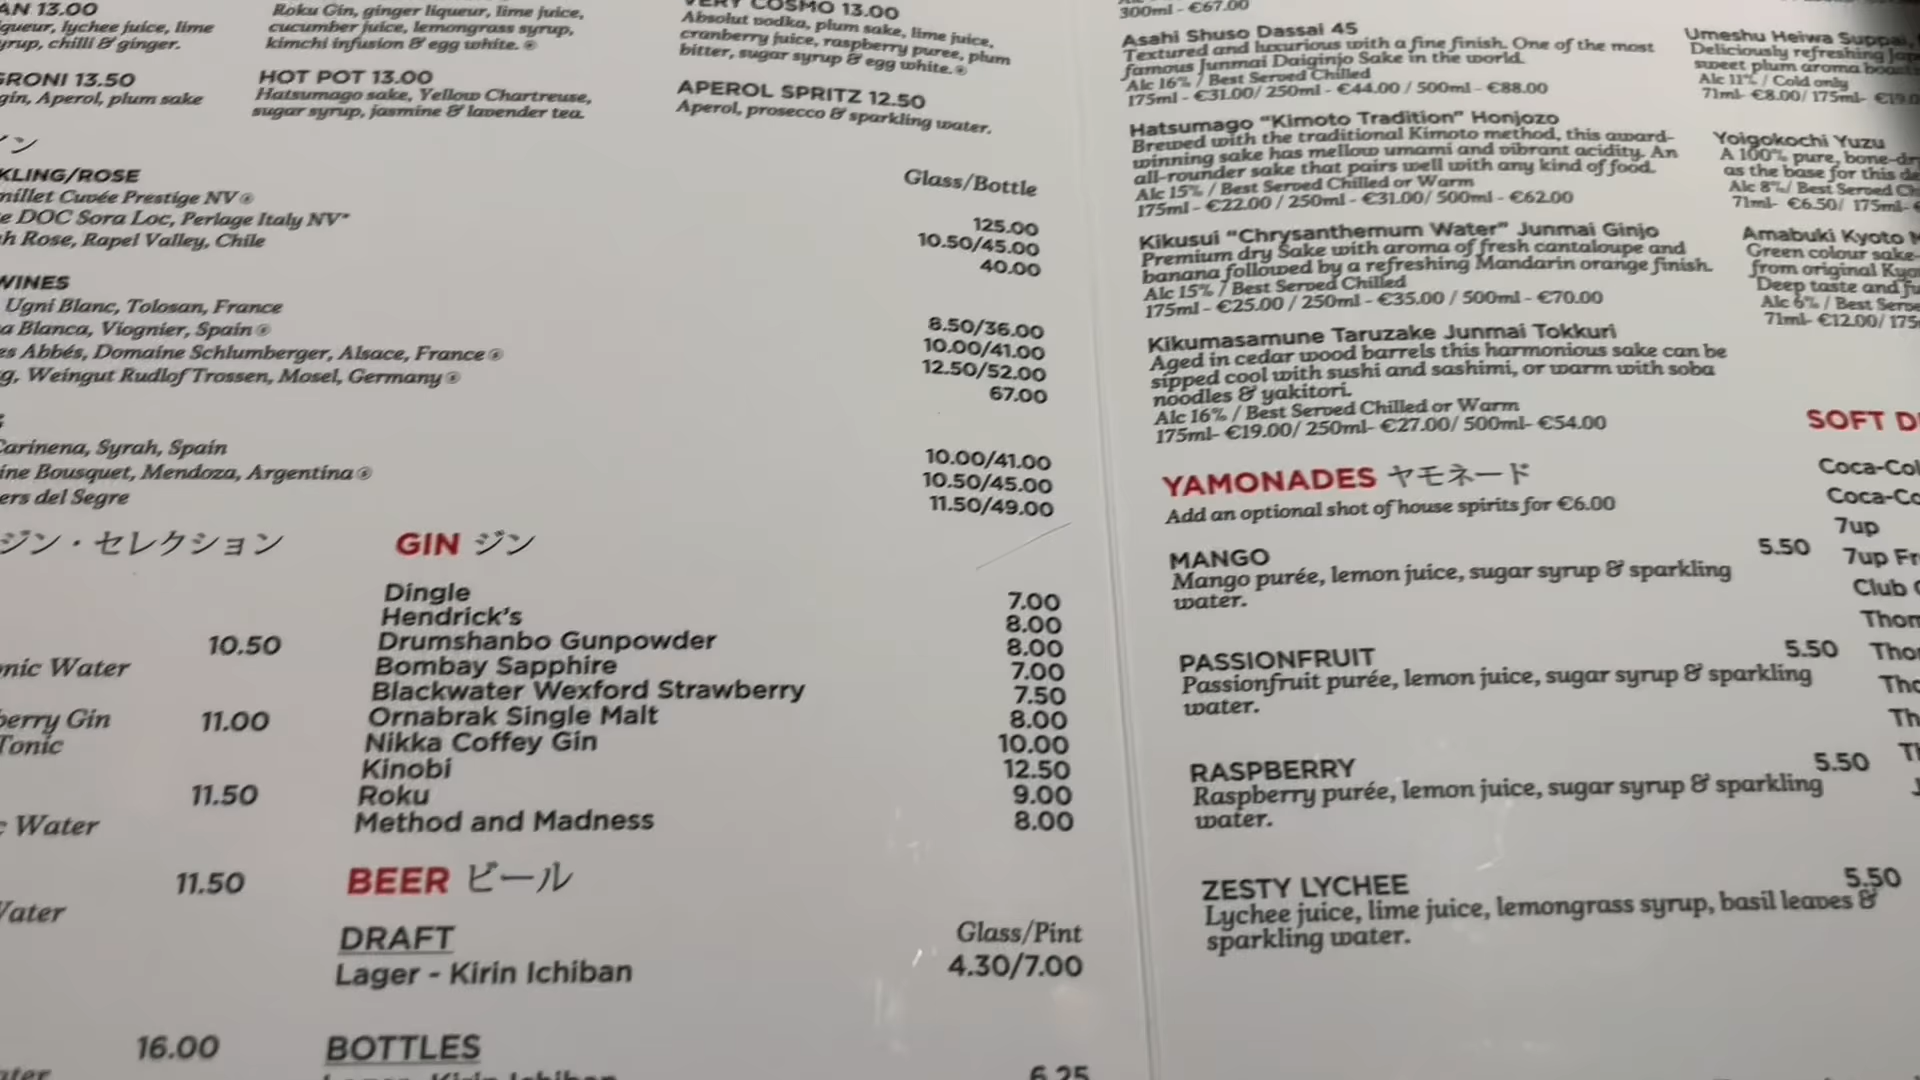 AN 13.00
lychee juice, lime
chilli & ginger.
RONI 13.50
gin, Aperol, plum sake
Roku Gin, ginger liqueur, lime juice,
cucumber juice, lemongrass syrup,
kimchi infusion & egg white.
HOT POT 13.00
Hatsumago sake, Yellow Chartreuse,
sugar syrup, jasmine & lavender tea.
VERY COSMO 13.00
Absolut vodka, plum sake, lime juice,
cranberry juice, raspberry puree, plum
bitter, sugar syrup & egg white.
APEROL SPRITZ 12.50
Aperol, prosecco & sparkling water.
ン
KLING/ROSE
Glass/Bottle
Cuvée Prestige NV 125.00
DOC Sora Loc, Perlage Italy NV* 10.50/45.00
Rose, Rapel Valley, Chile 40.00
WINES
Ugni Blanc, Tolosan, France 8.50/36.00
Blanca, Viognier, Spain 10.00/41.00
Abbés, Domaine Schlumberger, Alsace, France 12.50/52.00
Weingut Rudlof Trossen, Mosel, Germany 67.00
Carinena, Syrah, Spain 10.00/41.00
Bousquet, Mendoza, Argentina 10.50/45.00
del Segre 11.50/49.00
ジン・セレクション
10.50
Water
Gin 11.00
Tonic
11.50
Water
11.50
Water
16.00
GIN ジン
Dingle 7.00
Hendrick's 8.00
Drumshanbo Gunpowder 8.00
Bombay Sapphire 7.00
Blackwater Wexford Strawberry 7.50
Ornabrak Single Malt 8.00
Nikka Coffey Gin 10.00
Kinobi 12.50
Roku 9.00
Method and Madness 8.00
BEER ビール
DRAFT Glass/Pint
Lager - Kirin Ichiban 4.30/7.00
BOTTLES
Lager - Kirin Ichiban 6.25
300ml - €67.00
Asahi Shuso Dassai 45
Textured and luxurious with a fine finish. One of the most
famous Junmai Daiginjo Sake in the world.
Alc 16% / Best Served Chilled
175ml - €31.00/ 250ml - €44.00 / 500ml - €88.00
Hatsumago "Kimoto Tradition" Honjozo
Brewed with the traditional Kimoto method, this award-
winning sake has mellow umami and vibrant acidity. An
all-rounder sake that pairs well with any kind of food.
Alc 15% / Best Served Chilled or Warm
175ml - €22.00 / 250ml - €31.00/ 500ml - €62.00
Kikusui "Chrysanthemum Water" Junmai Ginjo
Premium dry Sake with aroma of fresh cantaloupe and
banana followed by a refreshing Mandarin orange finish.
Alc 15% / Best Served Chilled
175ml - €25.00 / 250ml - €35.00 / 500ml - €70.00
Kikumasamune Taruzake Junmai Tokkuri
Aged in cedar wood barrels this harmonious sake can be
sipped cool with sushi and sashimi, or warm with soba
noodles & yakitori.
Alc 16% / Best Served Chilled or Warm
175ml- €19.00/ 250ml- €27.00/ 500ml- €54.00
YAMONADES ヤモネード
Add an optional shot of house spirits for €6.00
MANGO 5.50
Mango purée, lemon juice, sugar syrup & sparkling
water.
PASSIONFRUIT 5.50
Passionfruit purée, lemon juice, sugar syrup & sparkling
water.
RASPBERRY 5.50
Raspberry purée, lemon juice, sugar syrup & sparkling
water.
ZESTY LYCHEE 5.50
Lychee juice, lime juice, lemongrass syrup, basil leaves &
sparkling water.
Umeshu Heiwa Suppai,
Deliciously refreshing
sweet plum aroma
Alc 11% / Cold only
71ml- €8.00/ 175ml-
Yoigokochi Yuzu
A 100% pure, bone-dry
as the base for this
Alc 8%/ Best Served
71ml- €6.50/ 175ml-
Amabuki Kyoto
Green colour sake
from original
Deep taste and
Alc 6% / Best
71ml- €12.00/
SOFT D
Coca-Col
Coca-Co
7up
7up Fr
Club
Thom
Tho
Tho
Th
Th